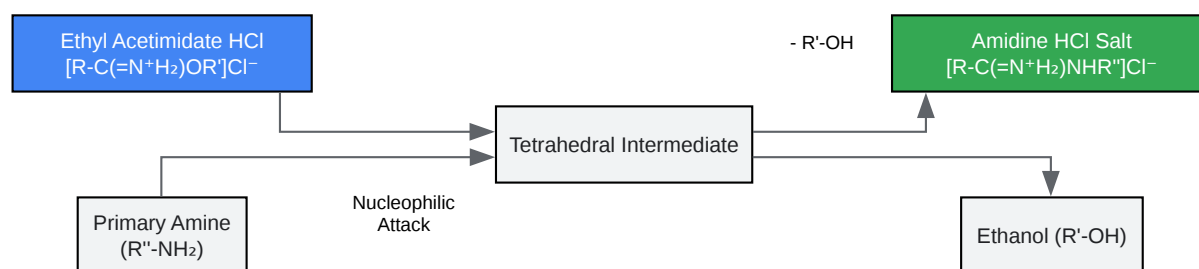 Ethyl Acetimidate HCl
[R-C(=N⁺H₂)OR']Cl⁻
- R'-OH
Amidine HCl Salt
[R-C(=N⁺H₂)NHR"]Cl⁻
Tetrahedral Intermediate
Nucleophilic
Attack
Primary Amine
(R"-NH₂)
Ethanol (R'-OH)